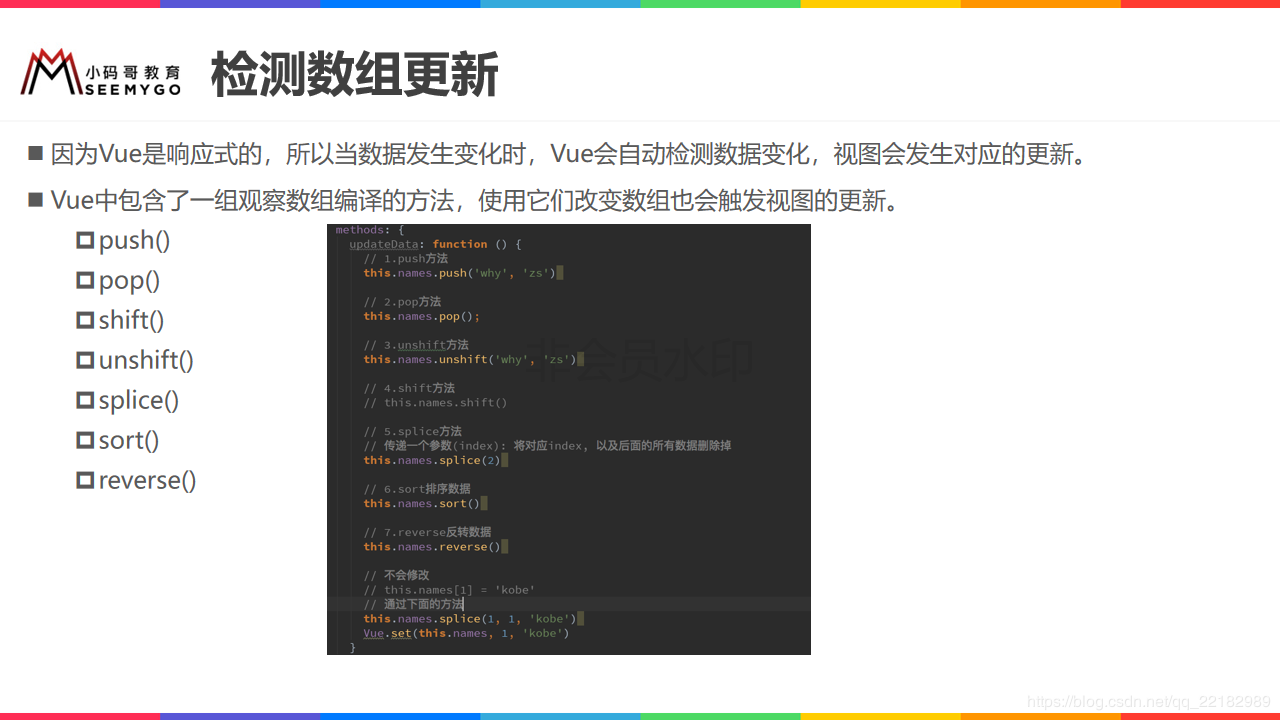 小码哥教育
SEEMYGO
检测数组更新
因为Vue是响应式的，所以当数据发生变化时，Vue会自动检测数据变化，视图会发生对应的更新。
Vue中包含了一组观察数组编译的方法，使用它们改变数组也会触发视图的更新。
push()
pop()
shift()
unshift()
splice()
sort()
reverse()
methods: {
updateData: function () {
// 1.push方法
this.names.push('why', 'zs')
// 2.pop方法
this.names.pop();
// 3.unshift方法
this.names.unshift('why', 'zs')
// 4.shift方法
// this.names.shift()
// 5.splice方法
// 传递一个参数(index): 将对应index, 以及后面的所有数据删除掉
this.names.splice(2)
// 6.sort排序数据
this.names.sort()
// 7.reverse反转数据
this.names.reverse()
// 不会修改
// this.names[1] = 'kobe'
// 通过下面的方法
this.names.splice(1, 1, 'kobe')
Vue.set(this.names, 1, 'kobe')
}
非会员水印
https://blog.csdn.net/qq_22182989